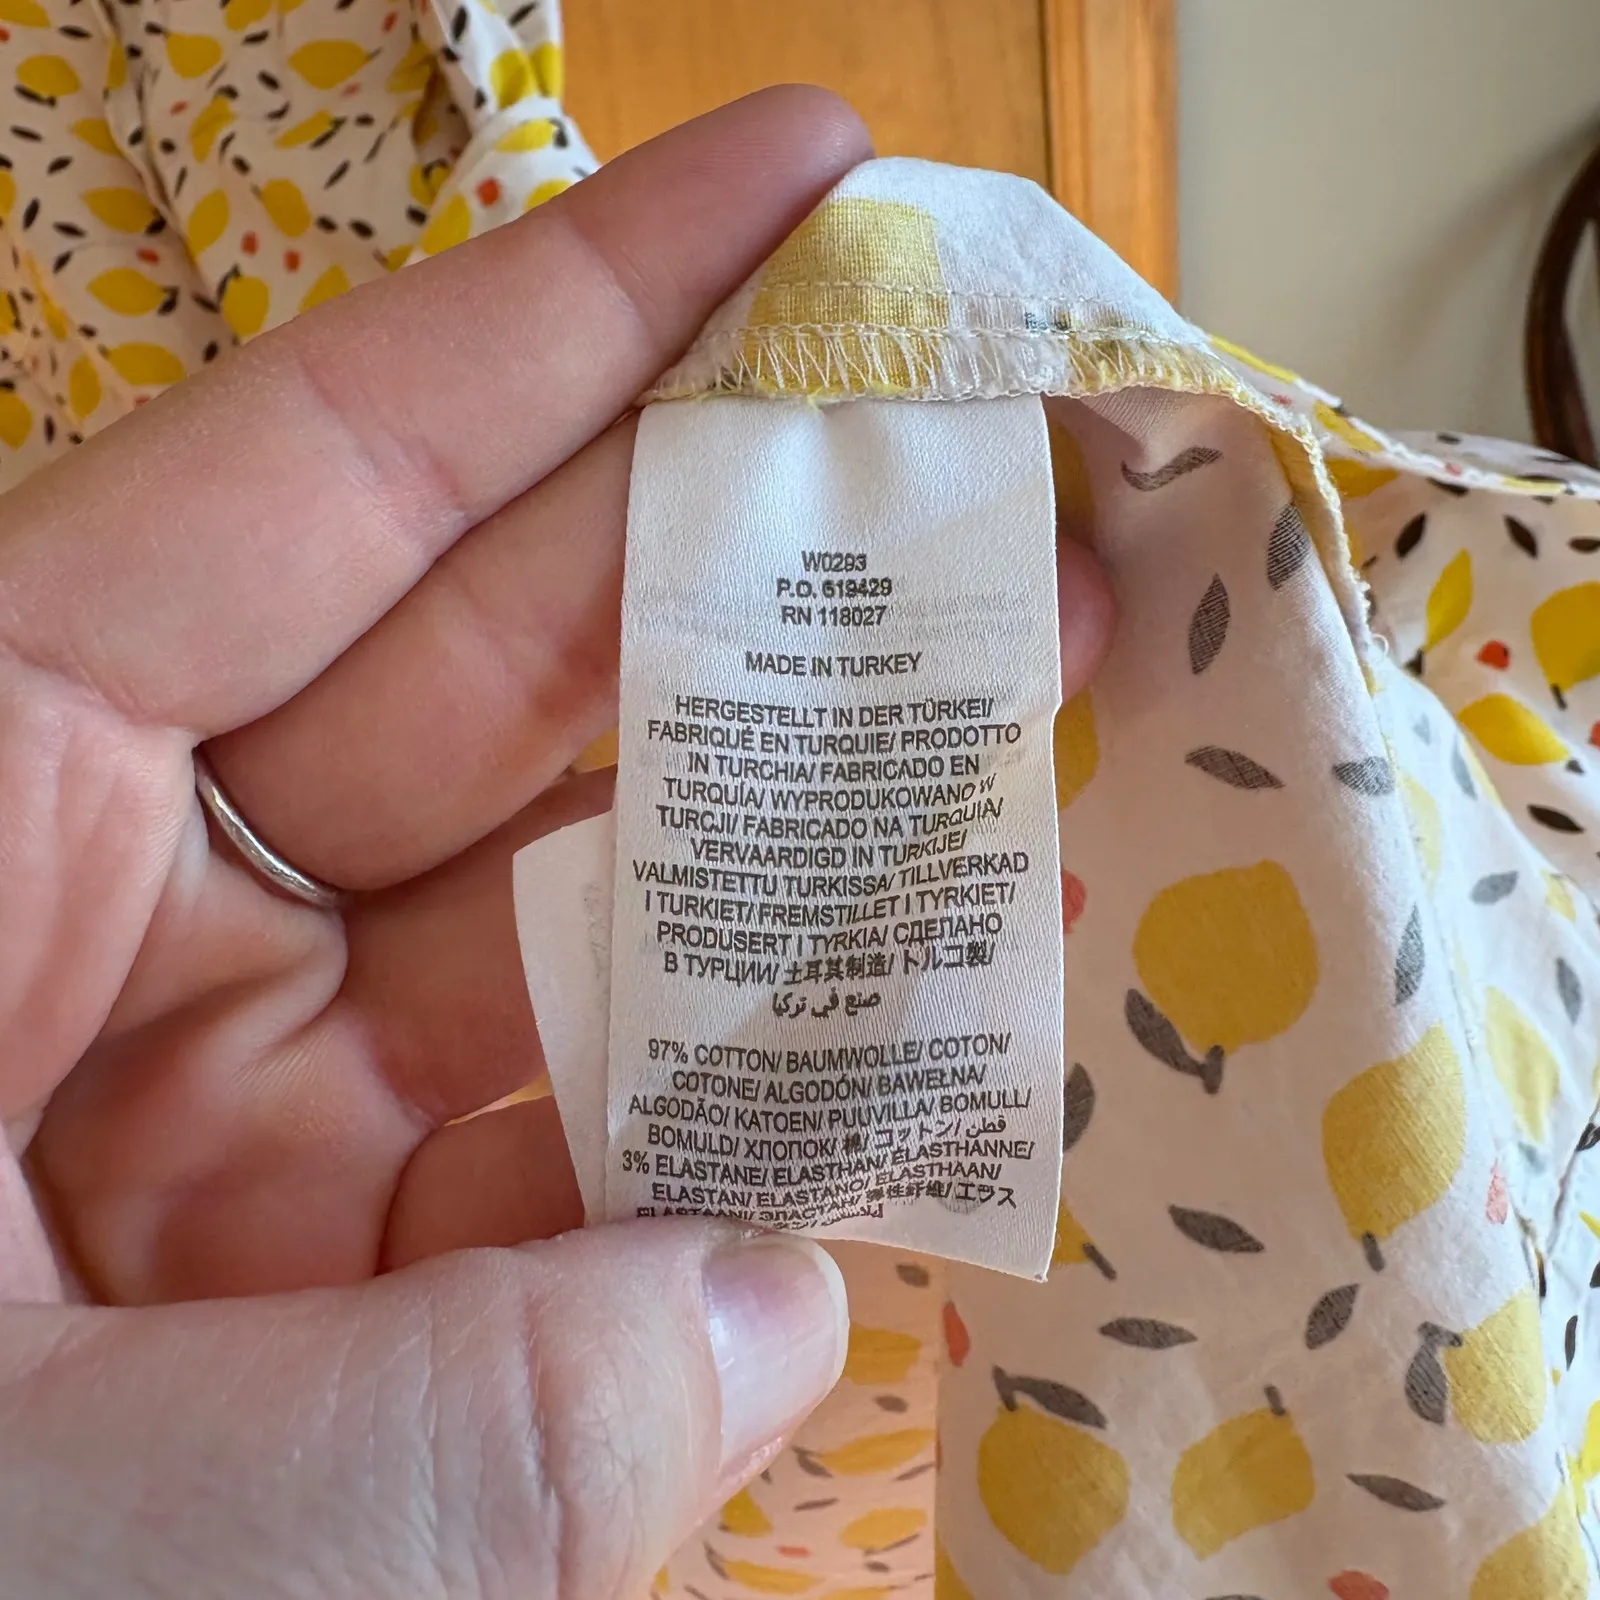 W0293
P.O. 619429
RN 118027
MADE IN TURKEY
HERGESTELLT IN DER TÜRKEI/
FABRIQUÉ EN TURQUIE/ PRODOTTO
IN TURCHIA/ FABRICADO EN
TURQUÍA/ WYPRODUKOWANO W
TURCJI/ FABRICADO NA TURQUIA/
VERVAARDIGD IN TURKIJE/
VALMISTETTU TURKISSA/ TILLVERKAD
I TURKIET/ FREMSTILLET I TYRKIET/
PRODUSERT I TYRKIA/ СДЕЛАНО
В ТУРЦИИ/ 土耳其制造/ トルコ製/
صنع في تركيا
97% COTTON/ BAUMWOLLE/ COTON/
COTONE/ ALGODÓN/ BAWEŁNA/
ALGODÃO/ KATOEN/ PUUVILLA/ BOMULL/
BOMULD/ ХЛОПОК/ 棉/ コットン/ قطن
3% ELASTANE/ ELASTHAN/ ÉLASTHANNE/
ELASTAN/ ELASTANO/ ELASTHAAN/
ELASTAANI/ ЭЛАСТАН/ 弹性纤维/ エラス